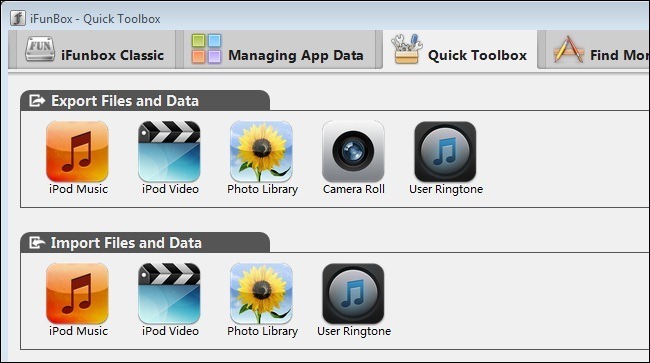 iFunBox - Quick Toolbox
FUN iFunbox Classic Managing App Data Quick Toolbox Find Mor
Export Files and Data
iPod Music iPod Video Photo Library Camera Roll User Ringtone
Import Files and Data
iPod Music iPod Video Photo Library User Ringtone